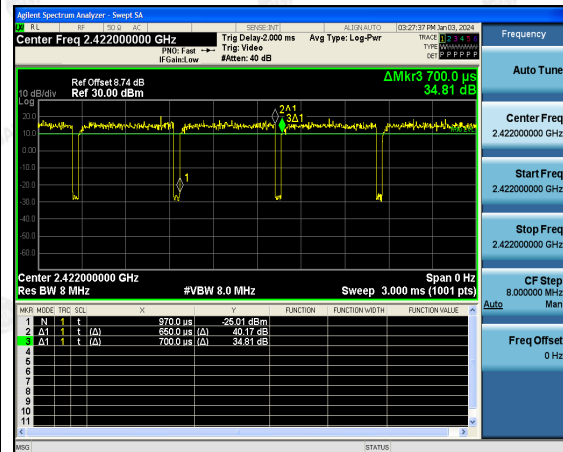 Agilent Spectrum Analyzer - Swept SA
RL RF 50 Ω AC SENSE:INT ALIGN AUTO 03:27:37 PM Jan 03, 2024
Center Freq 2.422000000 GHz
PNO: Fast
IFGain:Low
Trig Delay-2.000 ms
Trig: Video
#Atten: 40 dB
Avg Type: Log-Pwr
TRACE 1 2 3 4 5 6
TYPE WWWWWW
DET P P P P P P
Ref Offset 8.74 dB
Ref 30.00 dBm
ΔMkr3 700.0 µs
34.81 dB
10 dB/div
Log
20.0
10.0
0.00
-10.0
-20.0
-30.0
-40.0
-50.0
-60.0
2Δ1
3Δ1
1
Center 2.422000000 GHz
Span 0 Hz
Res BW 8 MHz
#VBW 8.0 MHz
Sweep 3.000 ms (1001 pts)
MKR MODE TRC SCL X Y FUNCTION FUNCTION WIDTH FUNCTION VALUE
1 N 1 t 970.0 µs -25.01 dBm
2 Δ1 1 t (Δ) 650.0 µs (Δ) 40.17 dB
3 Δ1 1 t (Δ) 700.0 µs (Δ) 34.81 dB
4
5
6
7
8
9
10
11
MSG
STATUS
Frequency
Auto Tune
Center Freq
2.422000000 GHz
Start Freq
2.422000000 GHz
Stop Freq
2.422000000 GHz
CF Step
8.000000 MHz
Auto Man
Freq Offset
0 Hz